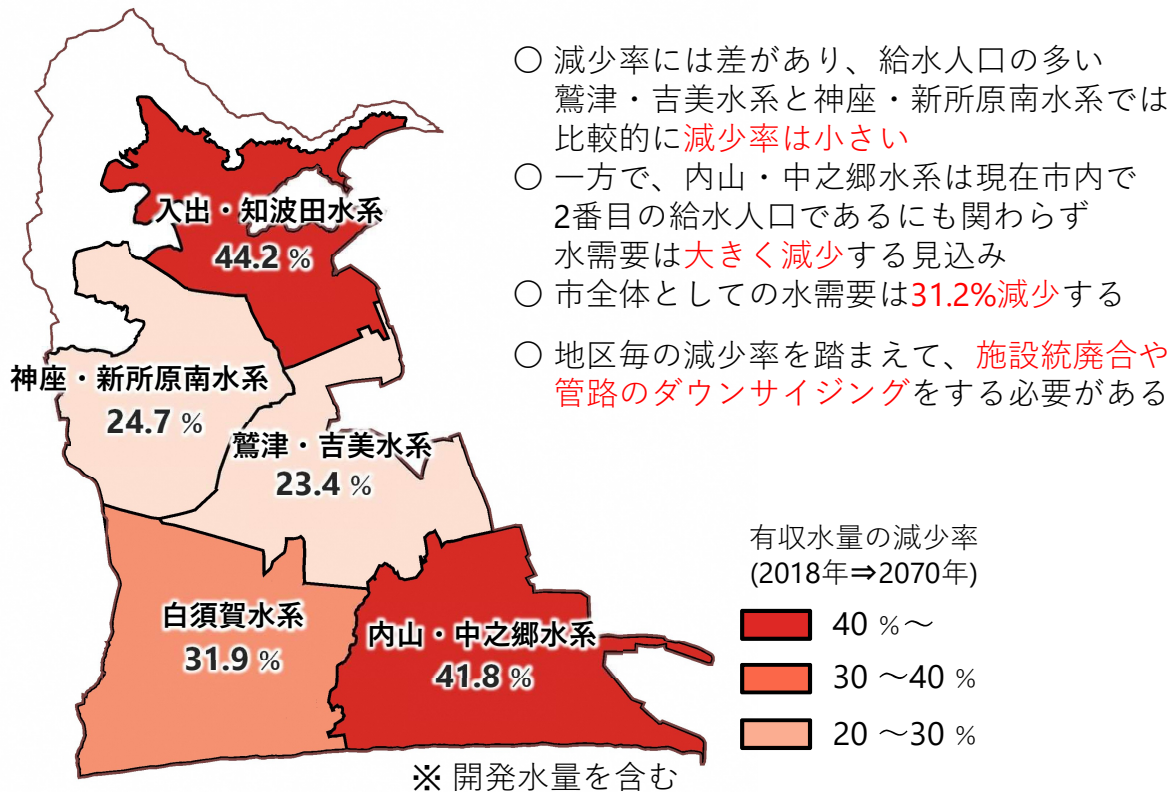 〇 減少率には差があり、給水人口の多い
鷲津・吉美水系と神座・新所原南水系では
比較的に減少率は小さい
〇 一方で、内山・中之郷水系は現在市内で
2番目の給水人口であるにも関わらず
水需要は大きく減少する見込み
〇 市全体としての水需要は31.2%減少する
〇 地区毎の減少率を踏まえて、施設統廃合や
管路のダウンサイジングをする必要がある
入出・知波田水系
44.2 %
神座・新所原南水系
24.7 %
鷲津・吉美水系
23.4 %
白須賀水系
31.9 %
内山・中之郷水系
41.8 %
有収水量の減少率
(2018年⇒2070年)
40 %～
30 ～40 %
20 ～30 %
※ 開発水量を含む